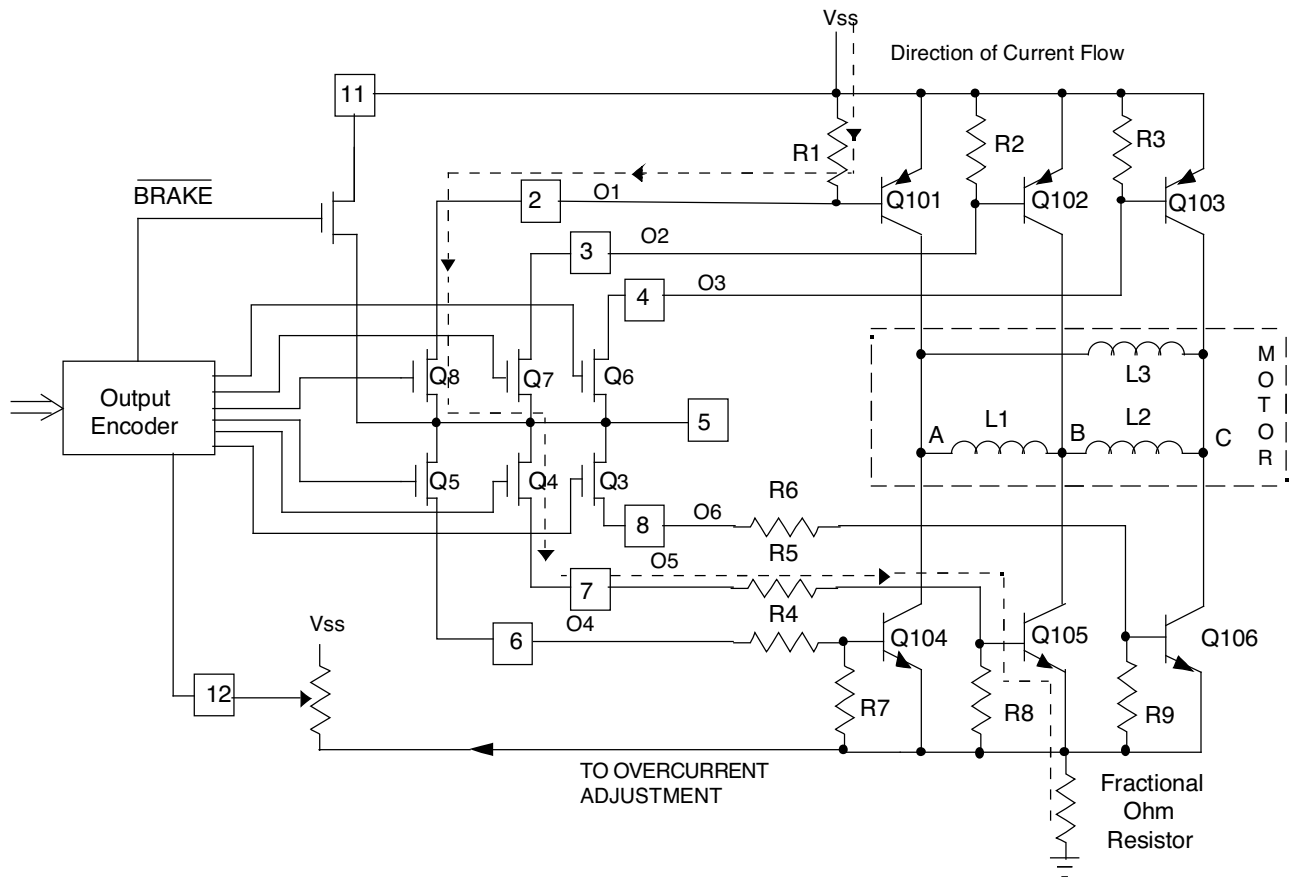 Vss
Direction of Current Flow
11
R1
R2
R3
BRAKE
2
O1
Q101
Q102
Q103
3
O2
4
O3
Q8
Q7
Q6
Output
Encoder
5
L3
M
O
T
O
R
A
L1
B
L2
C
Q5
Q4
Q3
8
O6
R6
O5
R5
7
O4
R4
6
Q104
Q105
Q106
Vss
12
R7
R8
R9
TO OVERCURRENT
ADJUSTMENT
Fractional
Ohm
Resistor